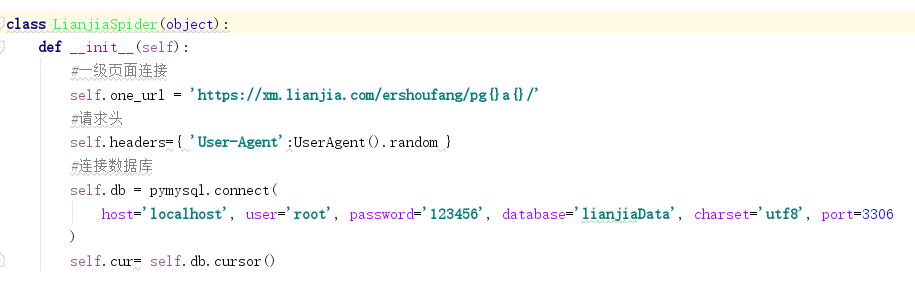 class LianjiaSpider(object):
    def __init__(self):
        #一级页面连接
        self.one_url = 'https://xm.lianjia.com/ershoufang/pg{}a{}/'
        #请求头
        self.headers={ 'User-Agent':UserAgent().random }
        #连接数据库
        self.db = pymysql.connect(
            host='localhost', user='root', password='123456', database='lianjiaData', charset='utf8', port=3306
        )
        self.cur= self.db.cursor()